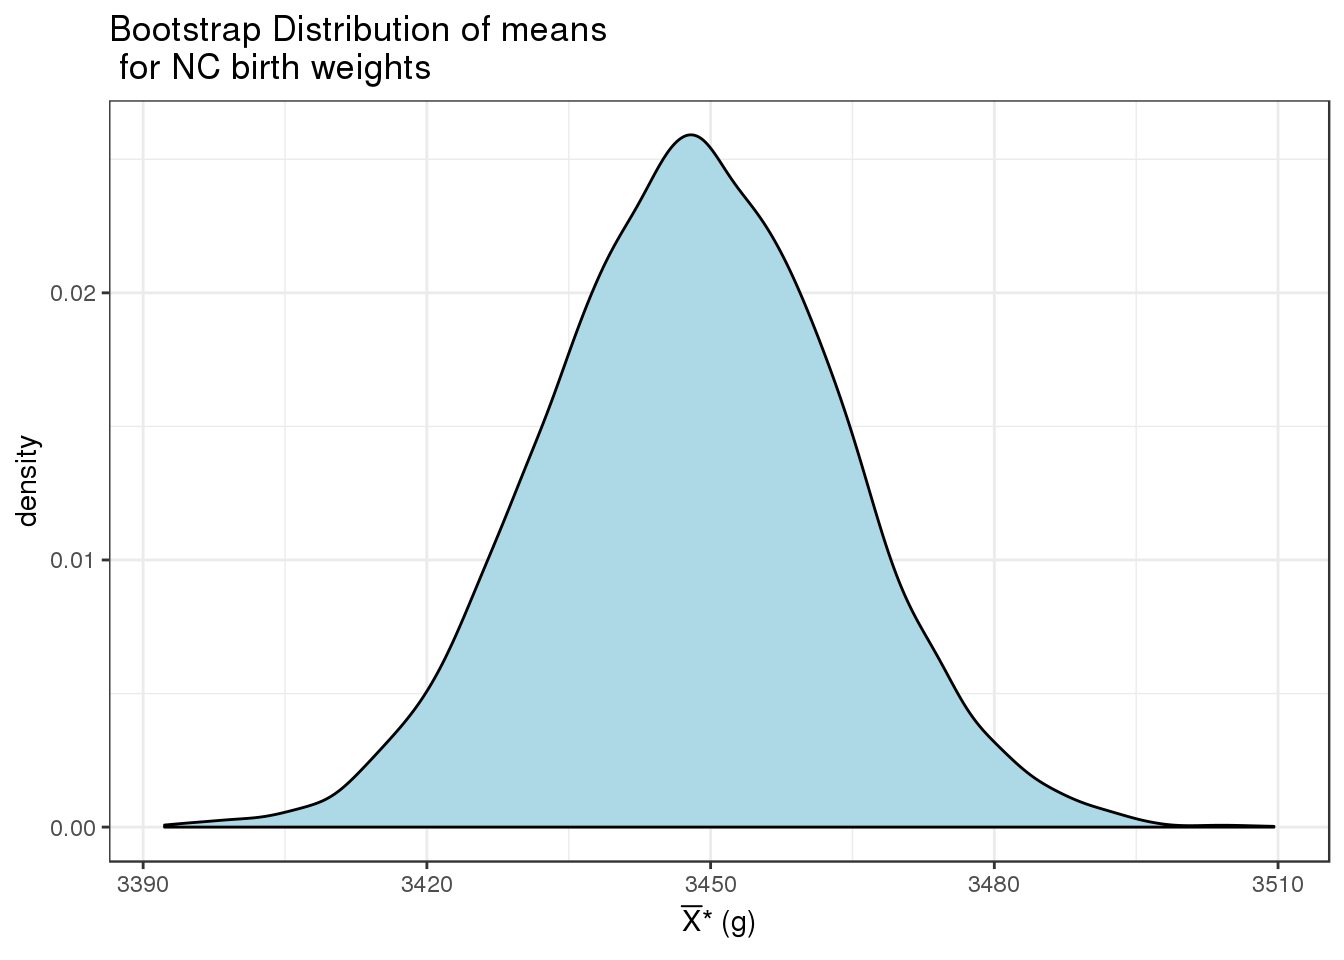 Bootstrap Distribution of means
for NC birth weights
density
0.02
0.01
0.00
3390 3420 3450 3480 3510
X̅* (g)